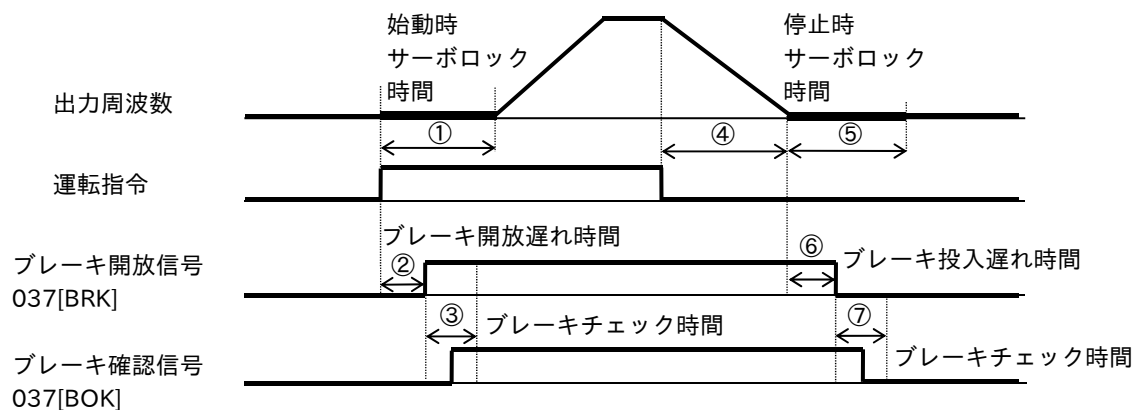 始動時
サーボロック
時間
停止時
サーボロック
時間
出力周波数
①
④
⑤
運転指令
ブレーキ開放遅れ時間
ブレーキ開放信号
037[BRK]
②
⑥
ブレーキ投入遅れ時間
③
ブレーキチェック時間
⑦
ブレーキチェック時間
ブレーキ確認信号
037[BOK]